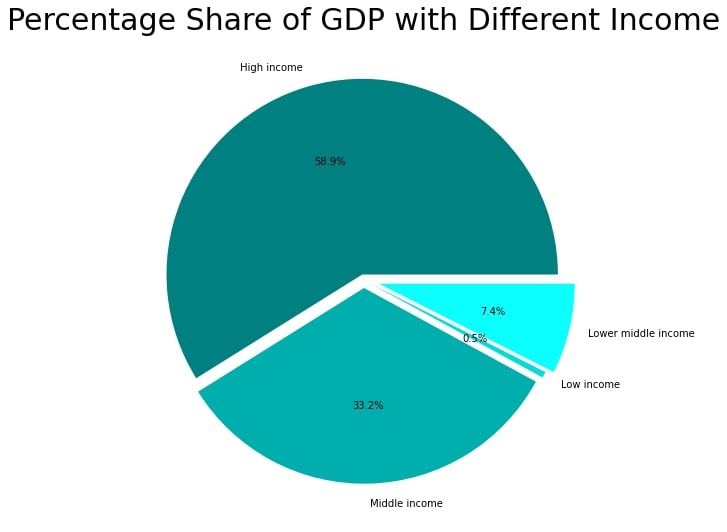 Percentage Share of GDP with Different Income
High income
58.9%
7.4%
Lower middle income
0.5%
Low income
33.2%
Middle income